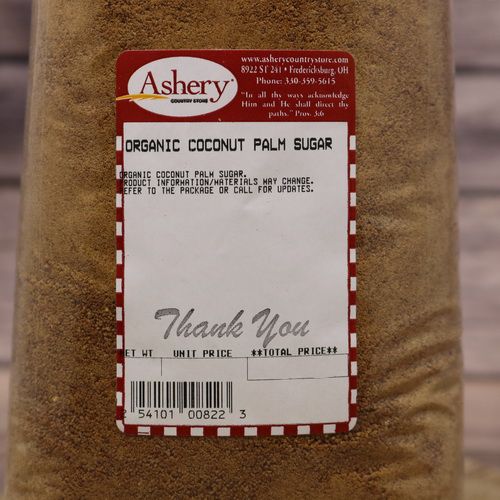 www.asherycountrystore.com
8922 ST 241 • Fredericksburg, OH
Phone: 330-359-5615
"In all thy ways acknowledge
Him and He shall direct thy
paths." Prov. 3:6
Ashery
COUNTRY STORE
ORGANIC COCONUT PALM SUGAR
ORGANIC COCONUT PALM SUGAR.
PRODUCT INFORMATION/MATERIALS MAY CHANGE.
REFER TO THE PACKAGE OR CALL FOR UPDATES.
Thank You
ET WT UNIT PRICE **TOTAL PRICE**
2 54101 00822 3